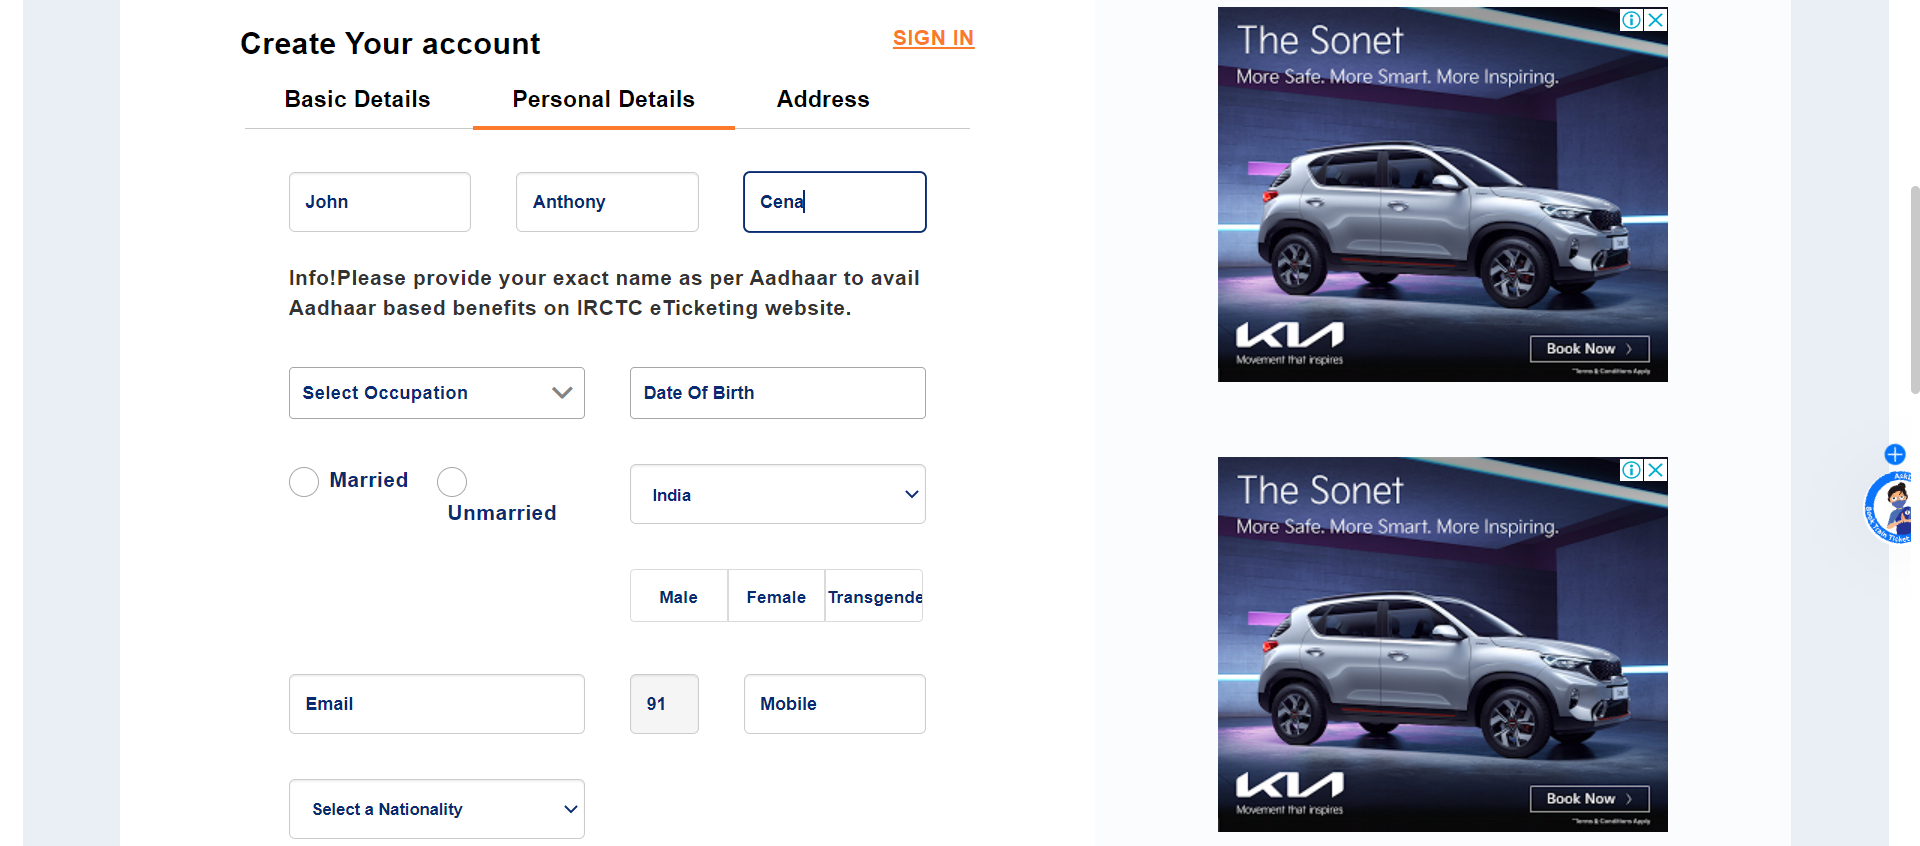 Create Your account
SIGN IN
Basic Details
Personal Details
Address
John
Anthony
Cena
Info!Please provide your exact name as per Aadhaar to avail
Aadhaar based benefits on IRCTC eTicketing website.
Select Occupation
Date Of Birth
Married
Unmarried
India
Male
Female
Transgende
Email
91
Mobile
Select a Nationality
The Sonet
More Safe. More Smart. More Inspiring.
KIA
Movement that inspires
Book Now
*Terms & Conditions Apply
The Sonet
More Safe. More Smart. More Inspiring.
KIA
Movement that inspires
Book Now
*Terms & Conditions Apply
Book Train Ticket